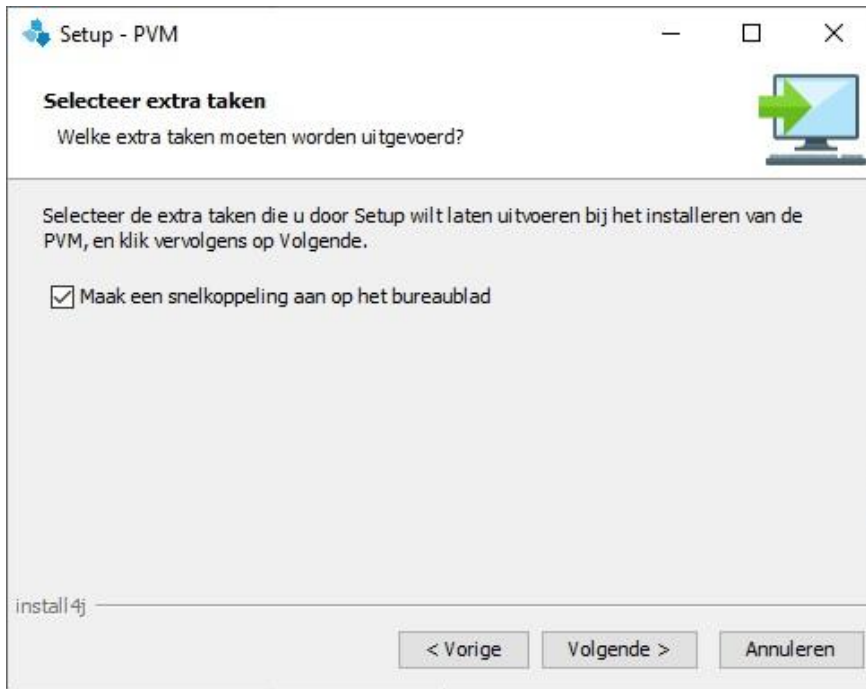 Setup - PVM
Selecteer extra taken
Welke extra taken moeten worden uitgevoerd?
Selecteer de extra taken die u door Setup wilt laten uitvoeren bij het installeren van de
PVM, en klik vervolgens op Volgende.
Maak een snelkoppeling aan op het bureaublad
install4j
< Vorige
Volgende >
Annuleren